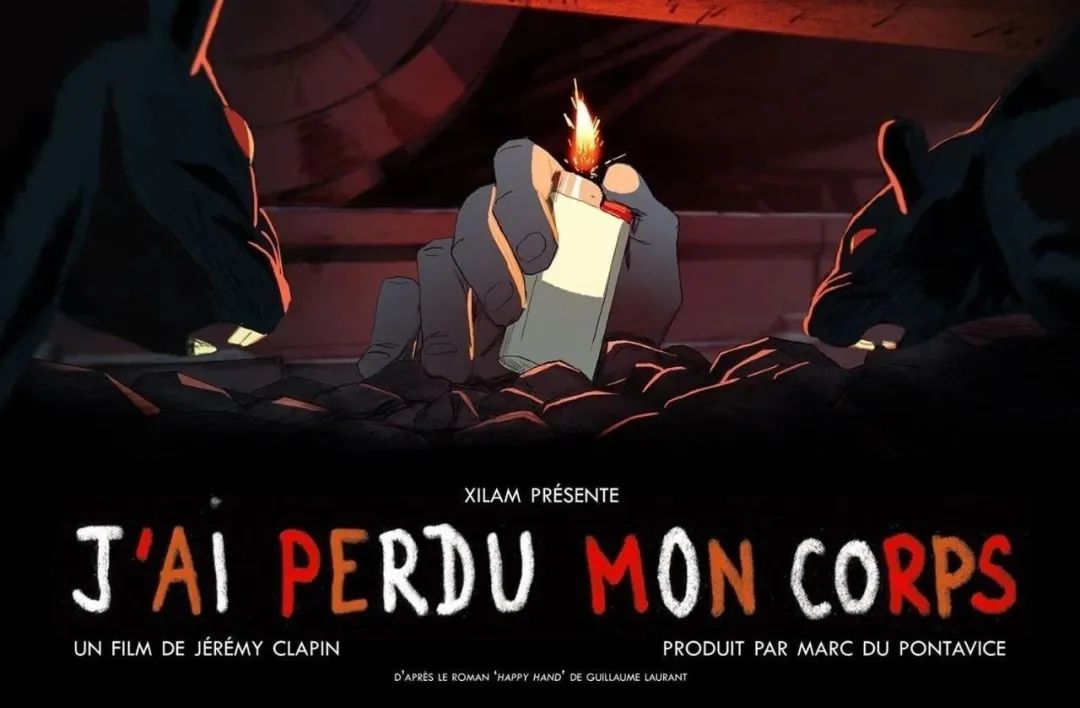 XILAM PRÉSENTE
J'Ai PERDU MON CORPS
UN FILM DE JÉRÉMY CLAPIN
PRODUIT PAR MARC DU PONTAVICE
D'APRÈS LE ROMAN 'HAPPY HAND' DE GUILLAUME LAURANT